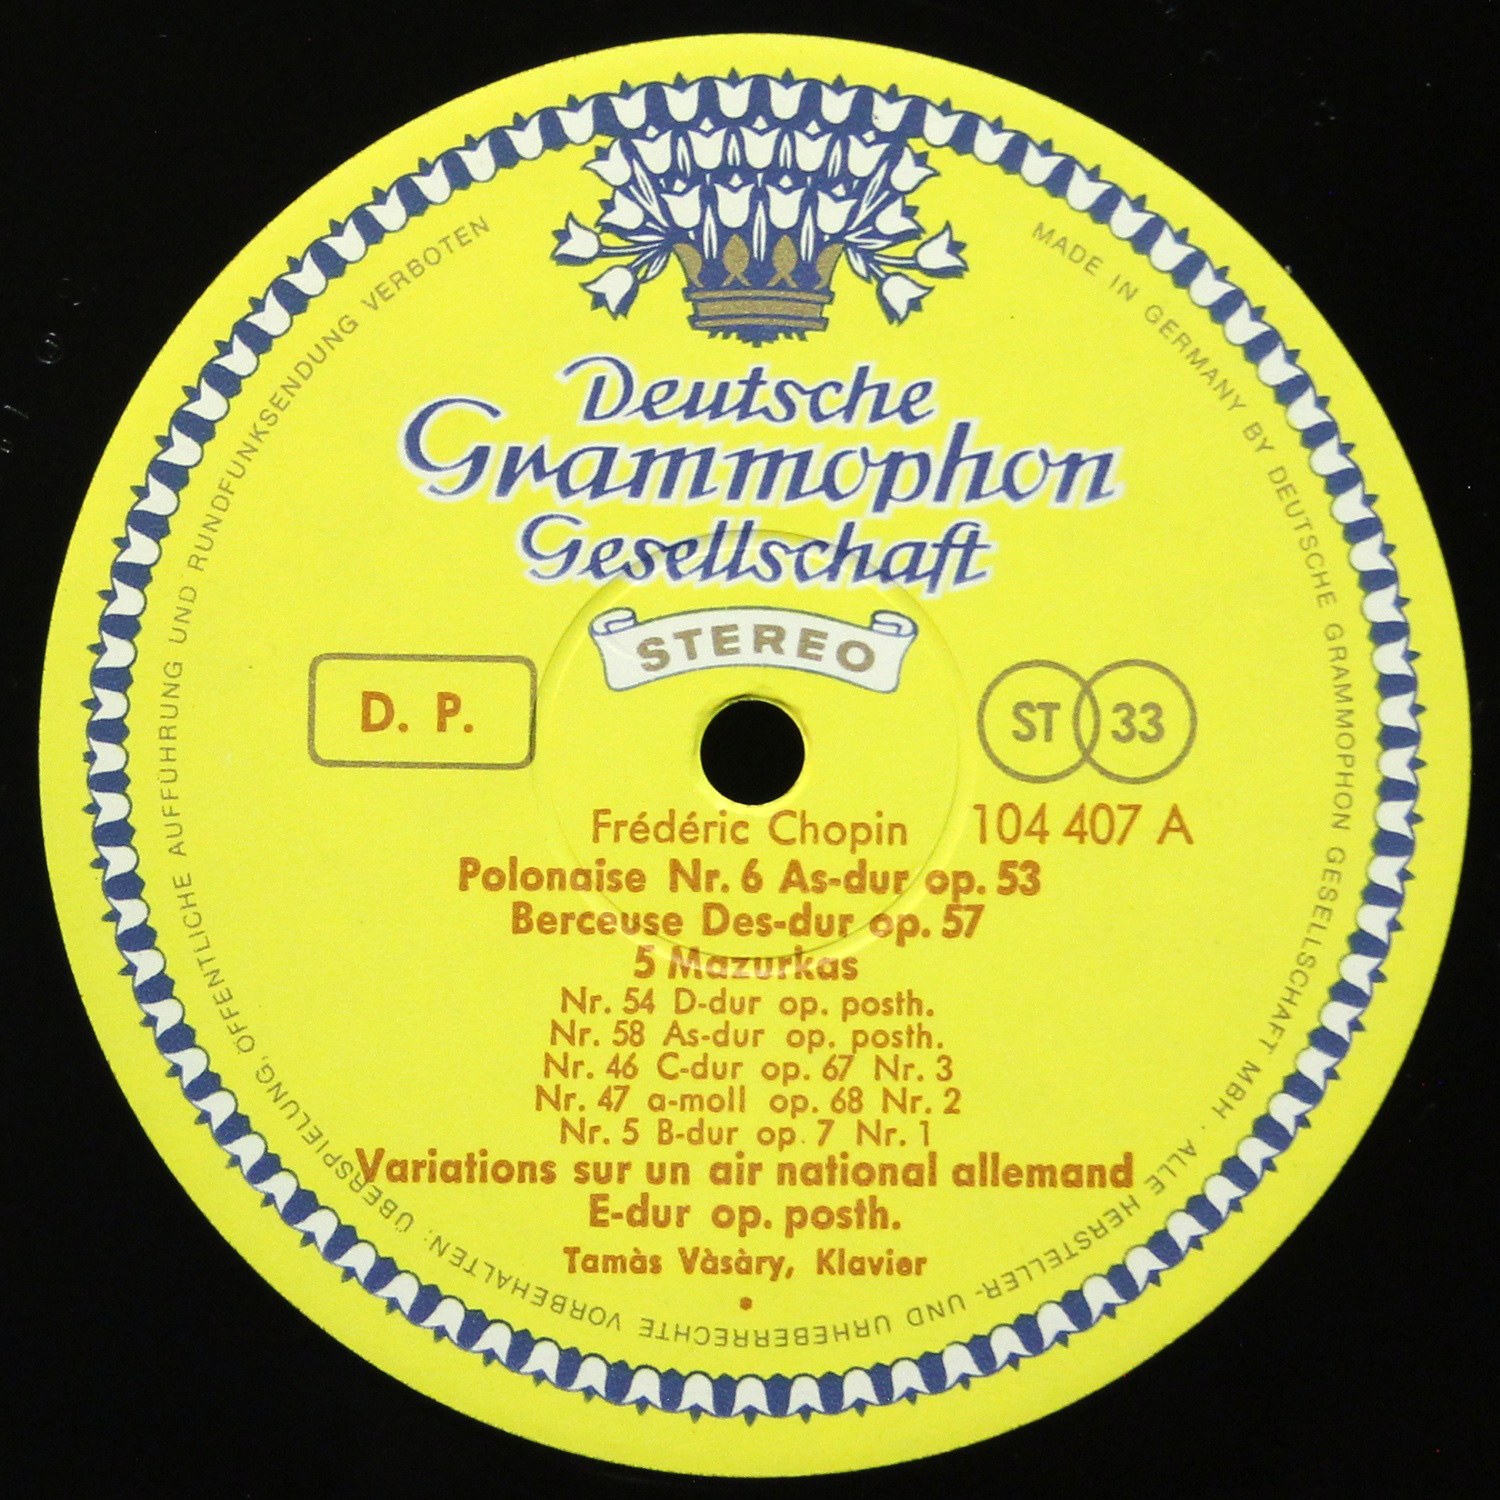 Deutsche
Grammophon
Gesellschaft
STEREO
D. P.
ST 33
Frédéric Chopin 104 407 A
Polonaise Nr. 6 As-dur op. 53
Berceuse Des-dur op. 57
5 Mazurkas
Nr. 54 D-dur op. posth.
Nr. 58 As-dur op. posth.
Nr. 46 C-dur op. 67 Nr. 3
Nr. 47 a-moll op. 68 Nr. 2
Nr. 5 B-dur op. 7 Nr. 1
Variations sur un air national allemand
E-dur op. posth.
Tamàs Vàsàry, Klavier
MADE IN GERMANY BY DEUTSCHE GRAMMOPHON GESELLSCHAFT MBH · ALLE HERSTELLER- UND URHEBERRECHTE VORBEHALTEN: ÜBERSPIELUNG, ÖFFENTLICHE AUFFÜHRUNG UND RUNDFUNKSENDUNG VERBOTEN